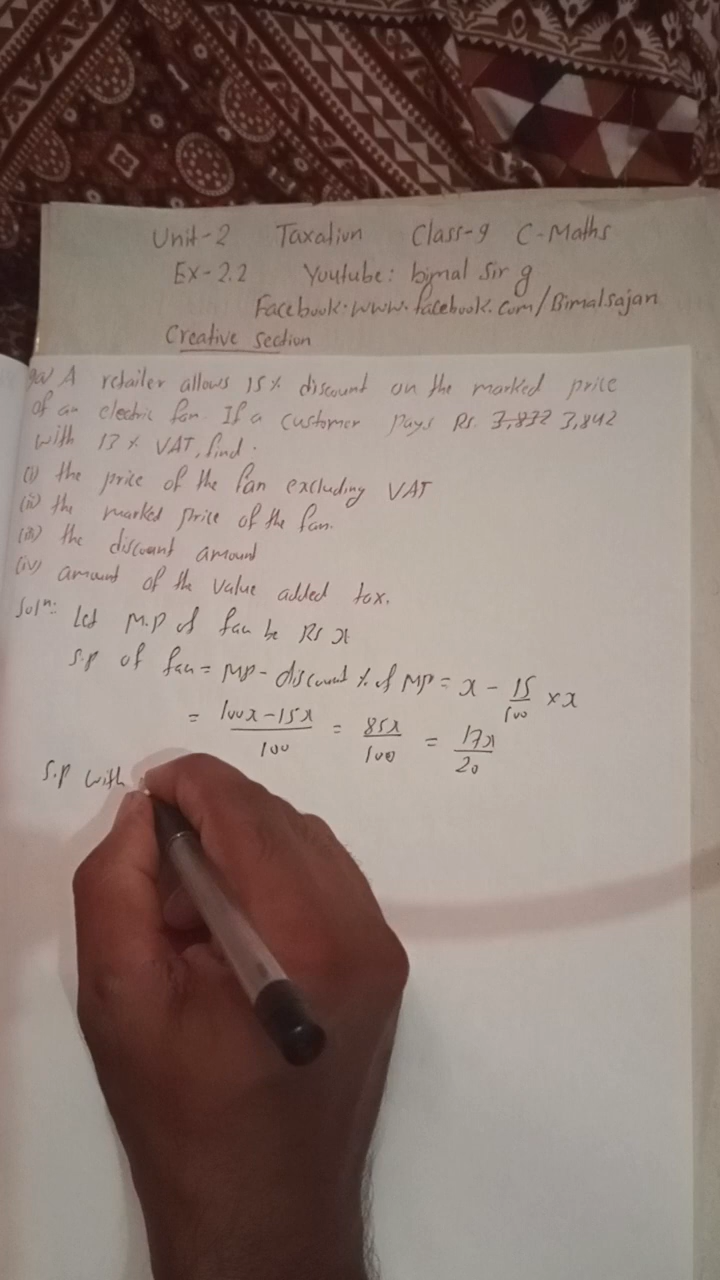 Unit-2 Taxation Class-9 C-Maths
Ex-2.2 Youtube: bimal Sir g
Facebook: www.facebook.com/Bimalsajan
Creative section
9a) A retailer allows 15% discount on the marked price
of an electric fan. If a customer pays Rs. 3,832 3,842
with 13% VAT, find.
(i) the price of the fan excluding VAT
(ii) the marked price of the fan.
(iii) the discount amount
(iv) amount of the value added tax.
Solⁿ: Let M.P of fan be Rs x
S.P of fan = MP - discount % of MP = x - 15/100 × x
= 100x-15x/100 = 85x/100 = 17x/20
S.P with